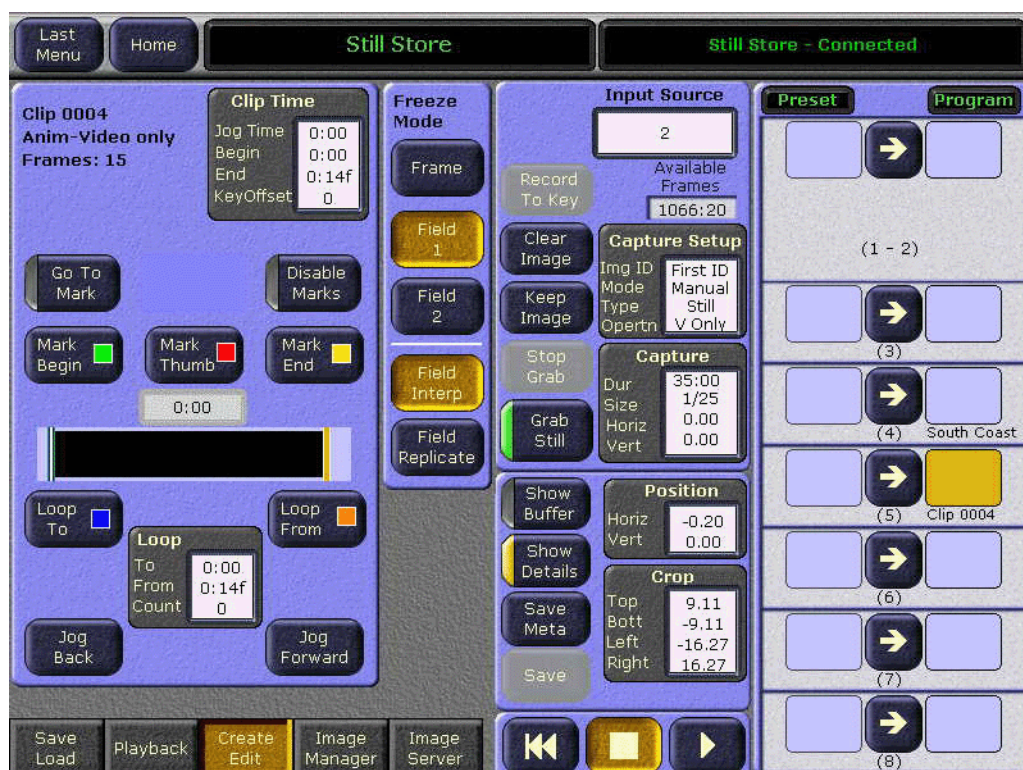 Last
Menu
Home
Still Store
Still Store - Connected
Clip 0004
Anim-Video only
Frames: 15
Clip Time
Jog Time 0:00
Begin 0:00
End 0:14f
KeyOffset 0
Go To
Mark
Disable
Marks
Mark
Begin
Mark
Thumb
Mark
End
0:00
Loop
To
Loop
From
Loop
To 0:00
From 0:14f
Count 0
Jog
Back
Jog
Forward
Freeze
Mode
Frame
Field
1
Field
2
Field
Interp
Field
Replicate
Input Source
2
Available
Frames
1066:20
Record
To Key
Clear
Image
Keep
Image
Stop
Grab
Grab
Still
Capture Setup
Img ID First ID
Mode Manual
Type Still
Opertn V Only
Capture
Dur 35:00
Size 1/25
Horiz 0.00
Vert 0.00
Show
Buffer
Show
Details
Save
Meta
Save
Position
Horiz -0.20
Vert 0.00
Crop
Top 9.11
Bott -9.11
Left -16.27
Right 16.27
Preset
Program
(1 - 2)
(3)
(4) South Coast
(5) Clip 0004
(6)
(7)
(8)
Save
Load
Playback
Create
Edit
Image
Manager
Image
Server